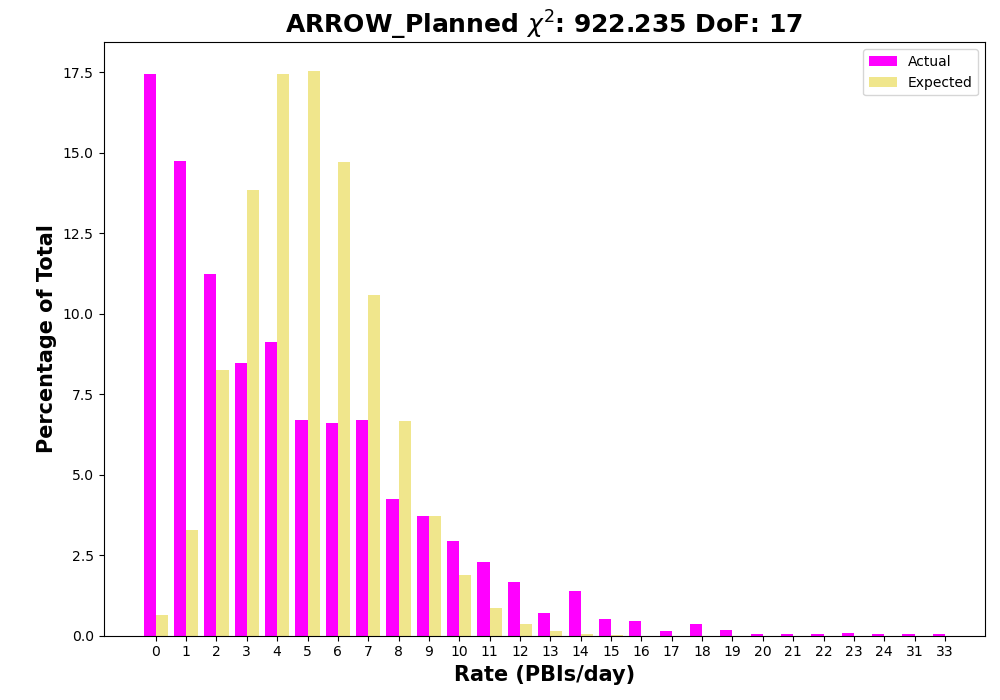 ARROW_Planned χ²: 922.235 DoF: 17
Actual
Expected
Percentage of Total
17.5
15.0
12.5
10.0
7.5
5.0
2.5
0.0
0 1 2 3 4 5 6 7 8 9 10 11 12 13 14 15 16 17 18 19 20 21 22 23 24 31 33
Rate (PBIs/day)